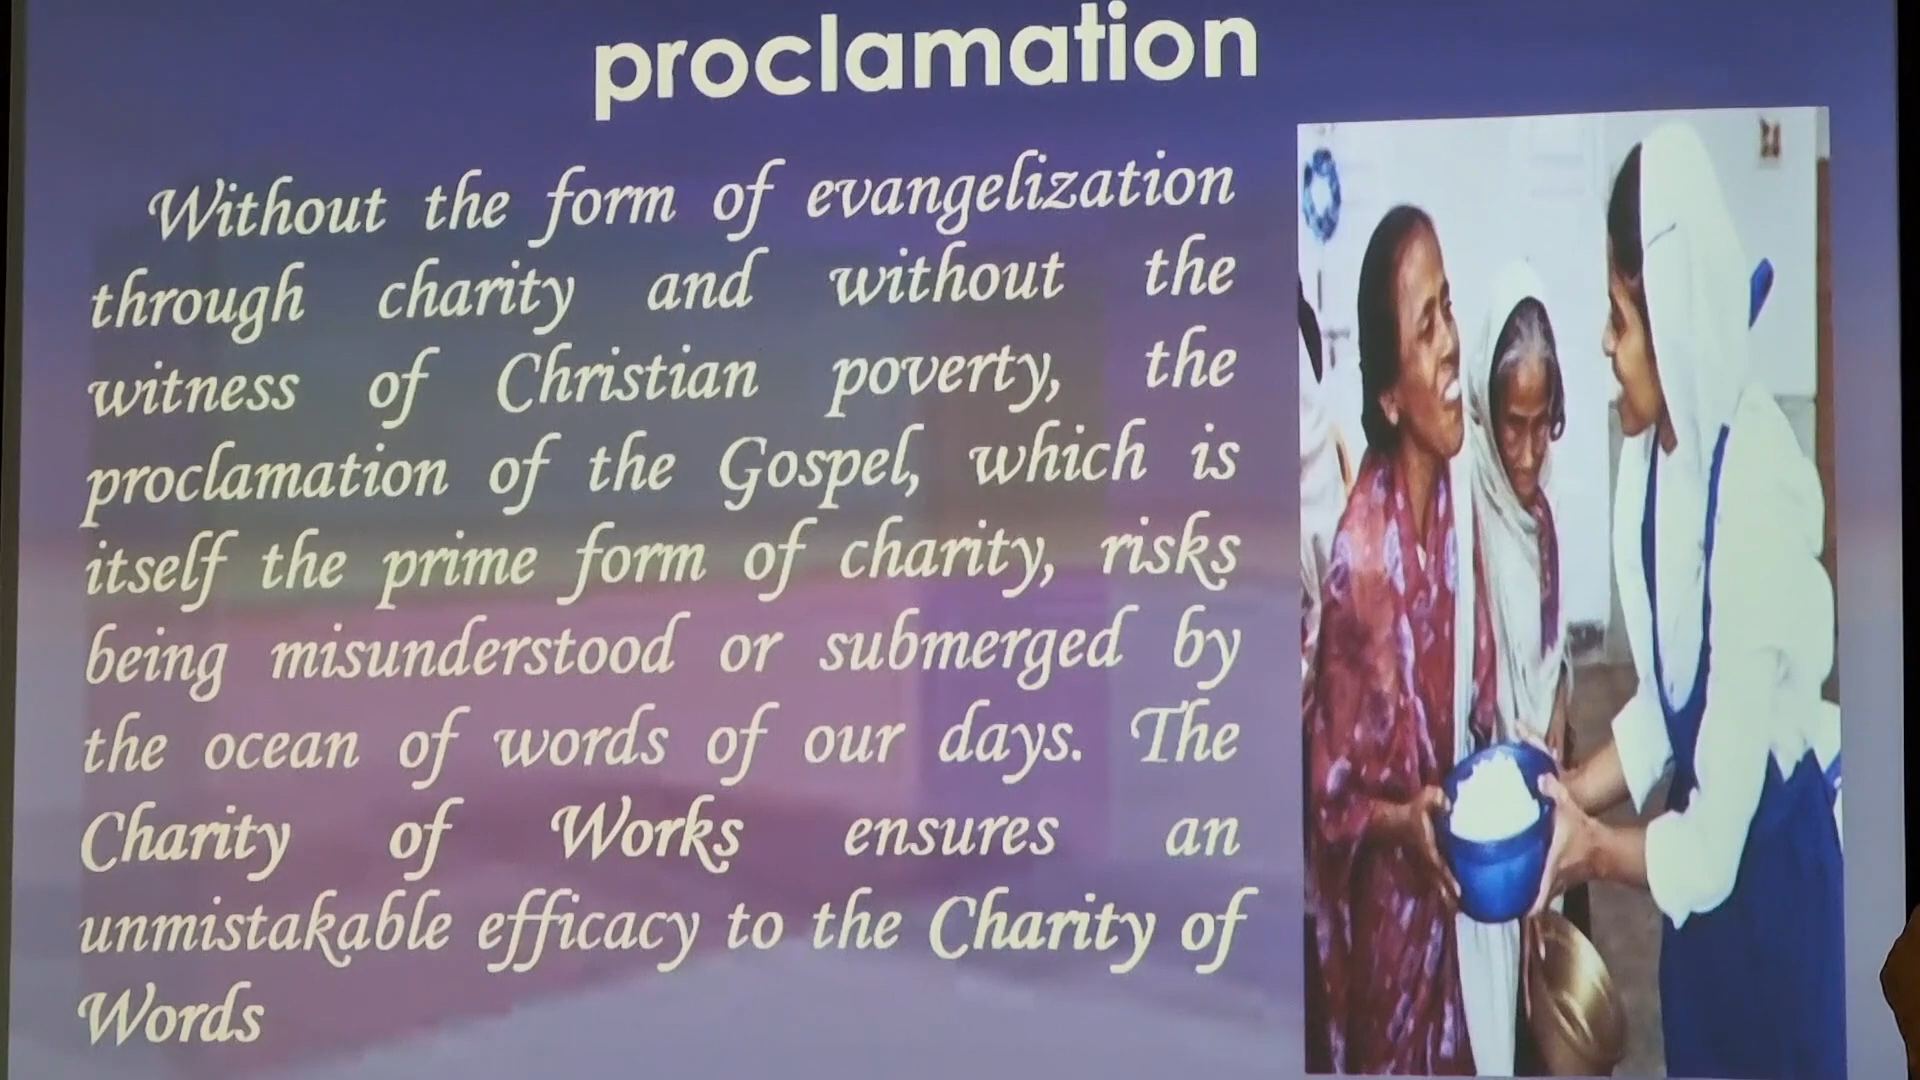 proclamation
Without the form of evangelization
through charity and without the
witness of Christian poverty, the
proclamation of the Gospel, which is
itself the prime form of charity, risks
being misunderstood or submerged by
the ocean of words of our days. The
Charity of Works ensures an
unmistakable efficacy to the Charity of
Words